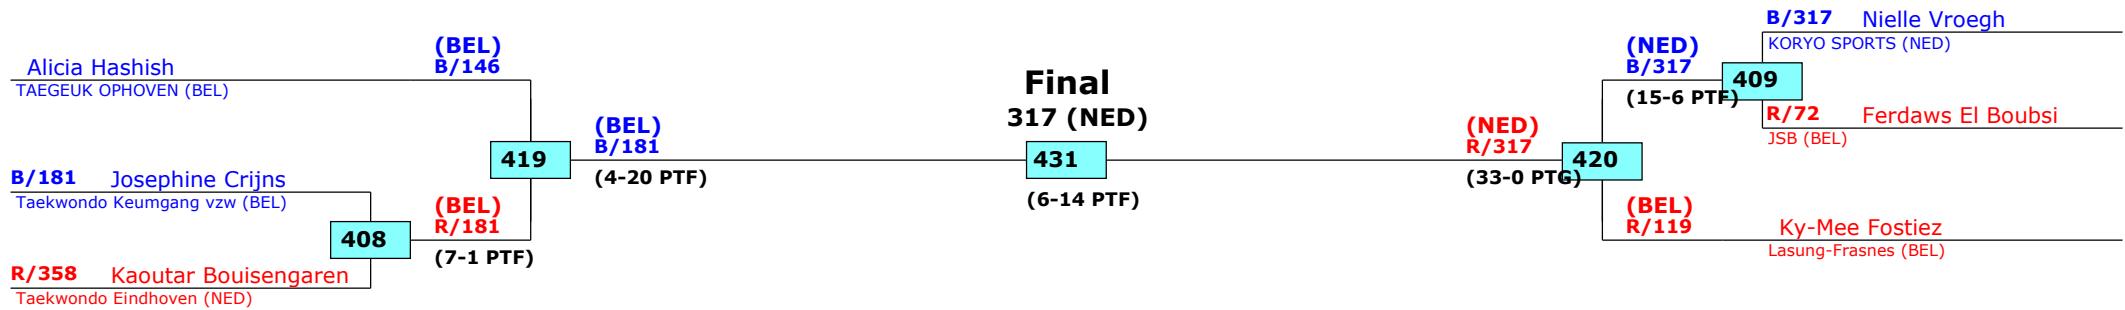 (BEL)
B/146
Alicia Hashish
TAEGEUK OPHOVEN (BEL)
419
(BEL)
B/181
(4-20 PTF)
B/181 Josephine Crijns
Taekwondo Keumgang vzw (BEL)
408
(BEL)
R/181
(7-1 PTF)
R/358 Kaoutar Bouisengaren
Taekwondo Eindhoven (NED)
Final
317 (NED)
431
(6-14 PTF)
(NED)
R/317
(33-0 PTG)
420
(NED)
B/317
(15-6 PTF)
409
B/317 Nielle Vroegh
KORYO SPORTS (NED)
R/72 Ferdaws El Boubsi
JSB (BEL)
(BEL)
R/119
Ky-Mee Fostiez
Lasung-Frasnes (BEL)